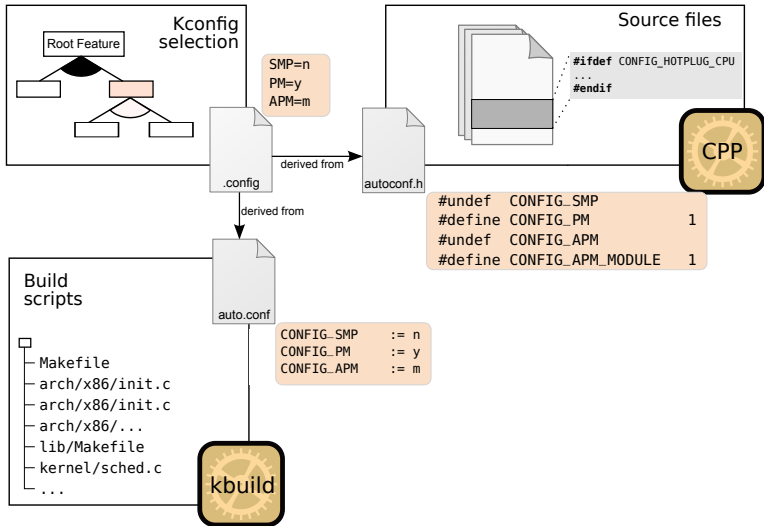 Kconfig
selection
Root Feature
SMP=n
PM=y
APM=m
.config
derived from
autoconf.h
Source files
#ifdef CONFIG_HOTPLUG_CPU
...
#endif
CPP
#undef CONFIG_SMP
#define CONFIG_PM 1
#undef CONFIG_APM
#define CONFIG_APM_MODULE 1
derived from
auto.conf
CONFIG_SMP := n
CONFIG_PM := y
CONFIG_APM := m
Build
scripts
Makefile
arch/x86/init.c
arch/x86/init.c
arch/x86/...
lib/Makefile
kernel/sched.c
...
kbuild